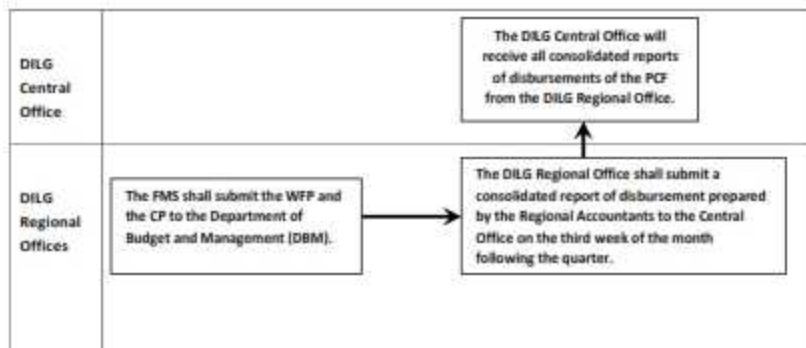 DILG
Central
Office
The DILG Central Office will
receive all consolidated reports
of disbursements of the PCF
from the DILG Regional Office.
DILG
Regional
Offices
The FMS shall submit the WFP and
the CP to the Department of
Budget and Management (DBM).
The DILG Regional Office shall submit a
consolidated report of disbursement prepared
by the Regional Accountants to the Central
Office on the third week of the month
following the quarter.